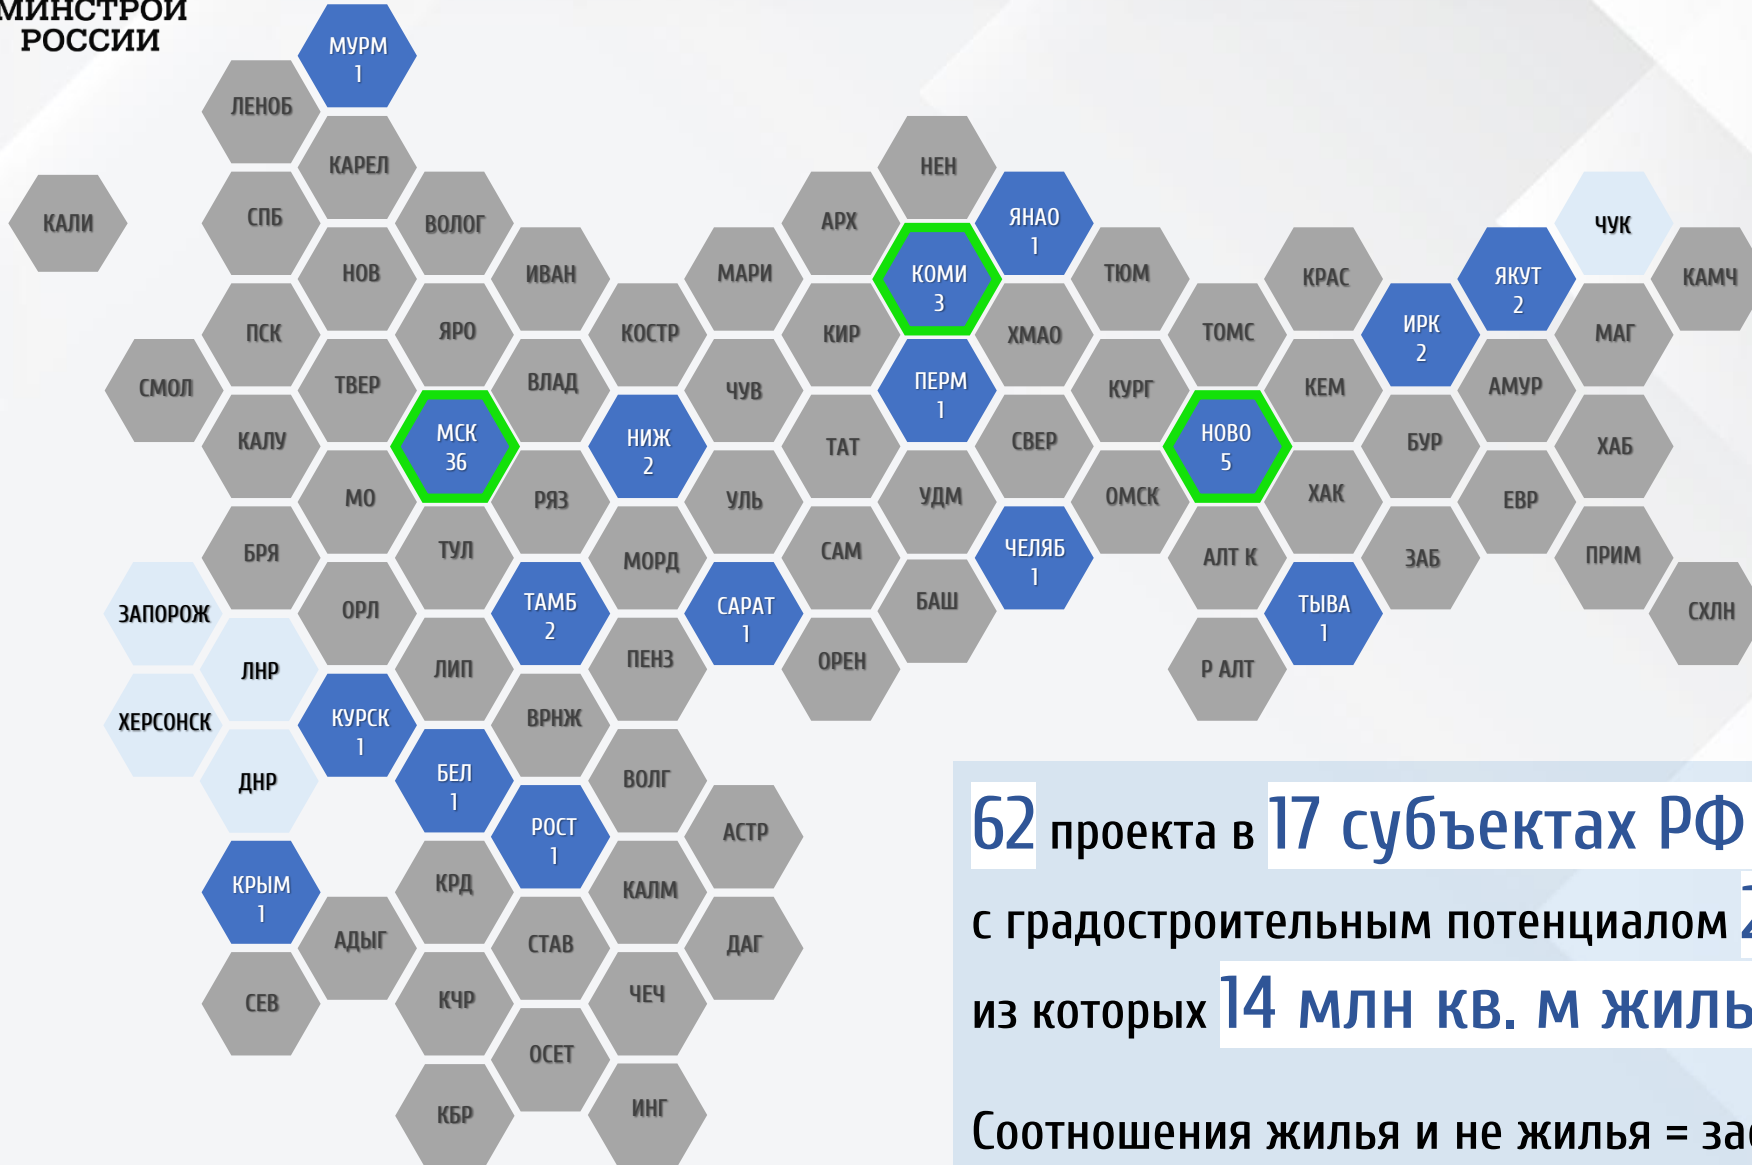 МИНСТРОЙ
РОССИИ
МУРМ
1
ЛЕНОБ
КАРЕЛ
НЕН
КАЛИ
СПБ
ВОЛОГ
АРХ
ЯНАО
1
ЧУК
НОВ
ИВАН
МАРИ
КОМИ
3
ТЮМ
КРАС
ЯКУТ
2
КАМЧ
ПСК
ЯРО
КОСТР
КИР
ХМАО
ТОМС
ИРК
2
МАГ
СМОЛ
ТВЕР
ВЛАД
ЧУВ
ПЕРМ
1
КУРГ
КЕМ
АМУР
КАЛУ
МСК
36
НИЖ
2
ТАТ
СВЕР
НОВО
5
БУР
ХАБ
МО
РЯЗ
УЛЬ
УДМ
ОМСК
ХАК
ЕВР
БРЯ
ТУЛ
МОРД
САМ
ЧЕЛЯБ
1
АЛТ К
ЗАБ
ПРИМ
ЗАПОРОЖ
ОРЛ
ТАМБ
2
САРАТ
1
БАШ
ТЫВА
1
СХЛН
ЛНР
ЛИП
ПЕНЗ
ОРЕН
Р АЛТ
ХЕРСОНСК
КУРСК
1
ВРНЖ
ДНР
БЕЛ
1
ВОЛГ
РОСТ
1
АСТР
КРЫМ
1
КРД
КАЛМ
АДЫГ
СТАВ
ДАГ
СЕВ
КЧР
ЧЕЧ
ОСЕТ
КБР
ИНГ
62 проекта в 17 субъектах РФ
с градостроительным потенциалом
из которых 14 млн кв. м
Соотношения жилья и не жилья =